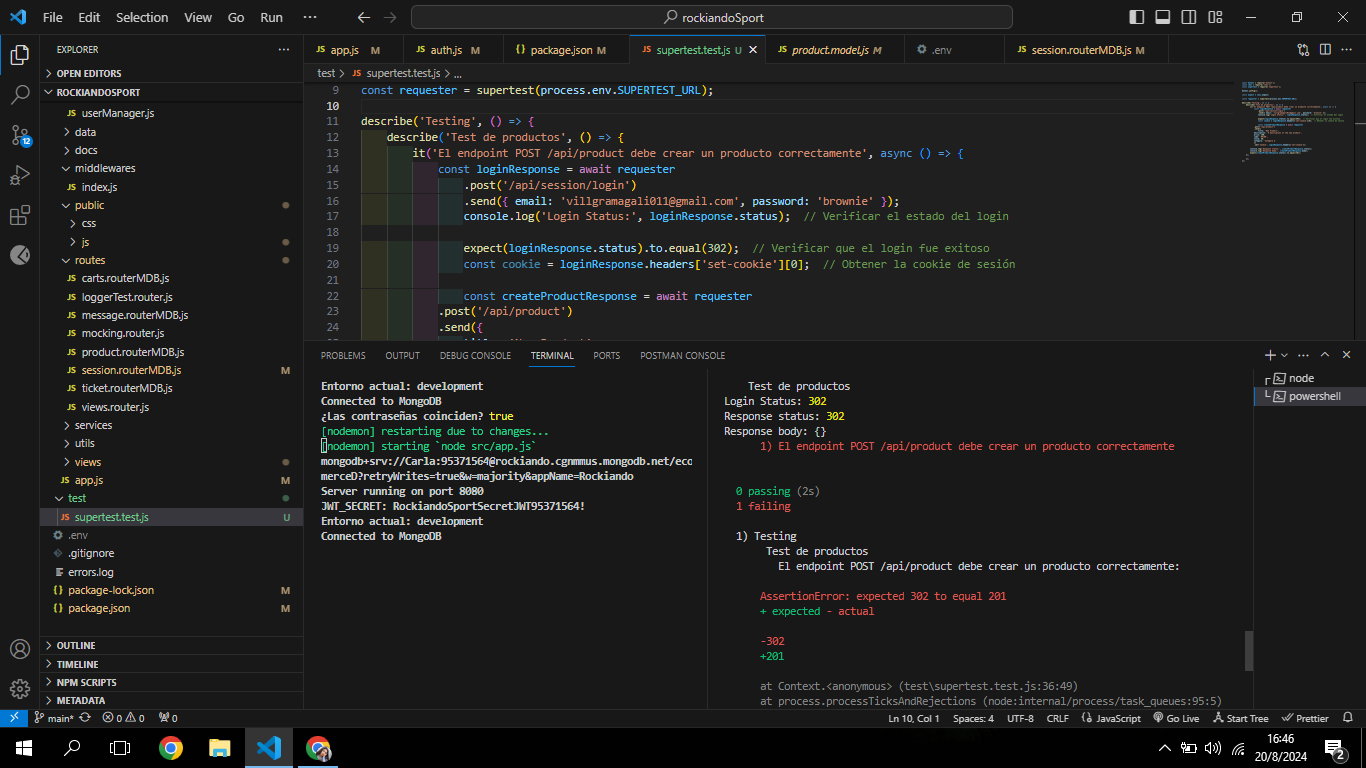 File Edit Selection View Go Run ··· rockiandoSport
EXPLORER ···
OPEN EDITORS
ROCKIANDOSPORT
JS userManager.js
data
docs
middlewares
JS index.js
public
css
js
routes
JS carts.routerMDB.js
JS loggerTest.router.js
JS message.routerMDB.js
JS mocking.router.js
JS product.routerMDB.js
JS session.routerMDB.js M
JS ticket.routerMDB.js
JS views.router.js
services
utils
views
JS app.js M
test
JS supertest.test.js U
.env
.gitignore
errors.log
{} package-lock.json M
{} package.json M
OUTLINE
TIMELINE
NPM SCRIPTS
METADATA
12
JS app.js M JS auth.js M {} package.json M JS supertest.test.js U JS product.model.js M .env JS session.routerMDB.js M ···
test > JS supertest.test.js > ...
9 const requester = supertest(process.env.SUPERTEST_URL);
10
11 describe('Testing', () => {
12 describe('Test de productos', () => {
13 it('El endpoint POST /api/product debe crear un producto correctamente', async () => {
14 const loginResponse = await requester
15 .post('/api/session/login')
16 .send({ email: 'villgramagali011@gmail.com', password: 'brownie' });
17 console.log('Login Status:', loginResponse.status); // Verificar el estado del login
18
19 expect(loginResponse.status).to.equal(302); // Verificar que el login fue exitoso
20 const cookie = loginResponse.headers['set-cookie'][0]; // Obtener la cookie de sesión
21
22 const createProductResponse = await requester
23 .post('/api/product')
24 .send({
PROBLEMS OUTPUT DEBUG CONSOLE TERMINAL PORTS POSTMAN CONSOLE
Entorno actual: development
Connected to MongoDB
¿Las contraseñas coinciden? true
[nodemon] restarting due to changes...
[nodemon] starting `node src/app.js`
mongodb+srv://Carla:95371564@rockiando.cgnmmus.mongodb.net/eco
merceD?retryWrites=true&w=majority&appName=Rockiando
Server running on port 8080
JWT_SECRET: RockiandoSportSecretJWT95371564!
Entorno actual: development
Connected to MongoDB
Test de productos
Login Status: 302
Response status: 302
Response body: {}
1) El endpoint POST /api/product debe crear un producto correctamente
0 passing (2s)
1 failing
1) Testing
Test de productos
El endpoint POST /api/product debe crear un producto correctamente:
AssertionError: expected 302 to equal 201
+ expected - actual
-302
+201
at Context.<anonymous> (test\supertest.test.js:36:49)
at process.processTicksAndRejections (node:internal/process/task_queues:95:5)
node
powershell
main* 0 0 0 Ln 10, Col 1 Spaces: 4 UTF-8 CRLF {} JavaScript Go Live Start Tree Prettier
16:46
20/8/2024
2